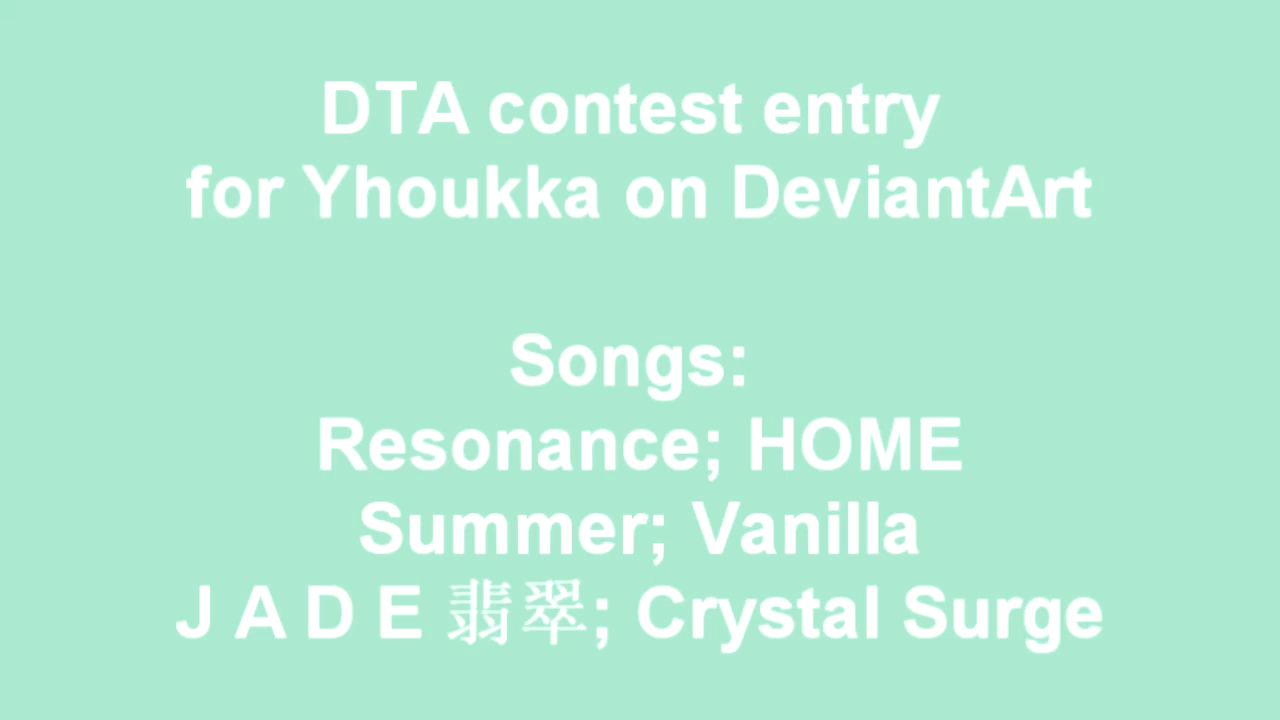 DTA contest entry
for Yhoukka on DeviantArt
Songs:
Resonance; HOME
Summer; Vanilla
J A D E 翡翠; Crystal Surge